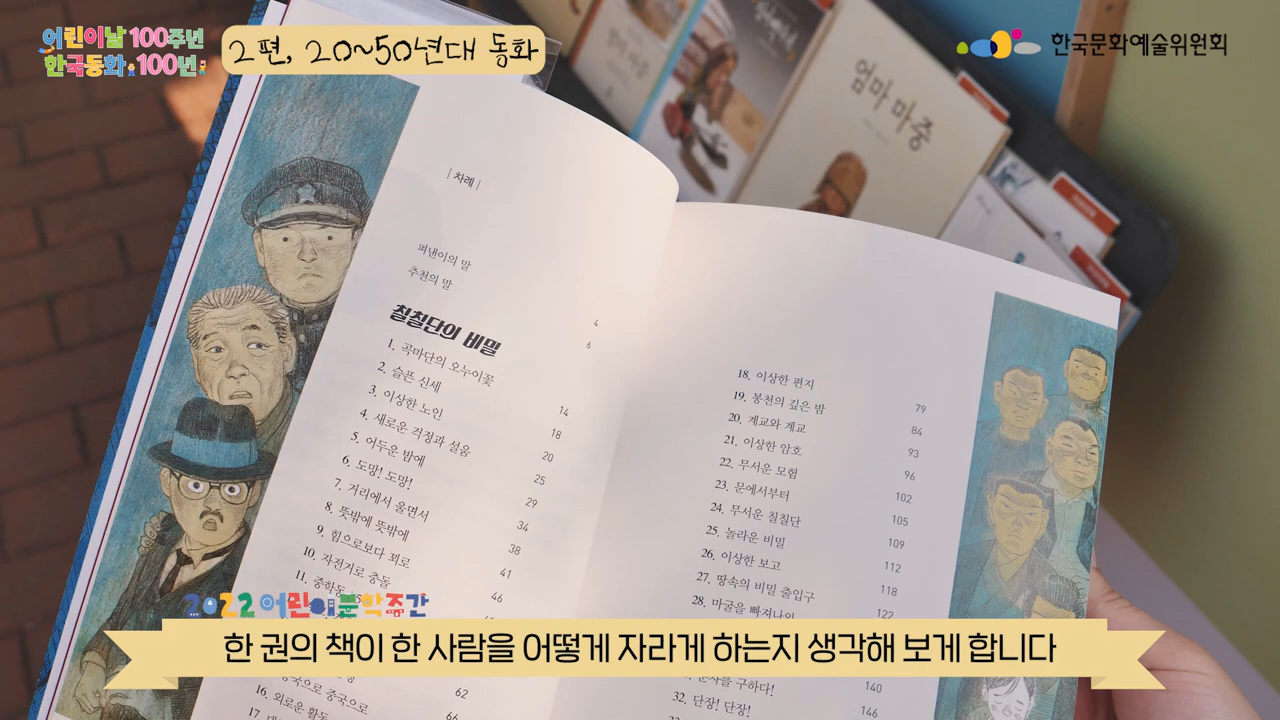 어린이날 100주년
한국동화 100년
2편, 20~50년대 동화
한국문화예술위원회
엄마 마중
| 차례 |
펴낸이의 말 4
추천의 말 6
칠칠단의 비밀
1. 곡마단의 오누이꽃 14
2. 슬픈 신세 18
3. 이상한 노인 20
4. 새로운 걱정과 설움 25
5. 어두운 밤에 29
6. 도망! 도망! 34
7. 거리에서 울면서 38
8. 뜻밖에 뜻밖에 41
9. 힘으로보다 꾀로 46
10. 자전거로 충돌
11. 중학동
62
16. 외로운 활동 66
17.
18. 이상한 편지 79
19. 봉천의 깊은 밤 84
20. 계교와 계교 93
21. 이상한 암호 96
22. 무서운 모험 102
23. 문에서부터 105
24. 무서운 칠칠단 109
25. 놀라운 비밀 112
26. 이상한 보고 118
27. 땅속의 비밀 출입구 122
28. 마굴을 빠져나와
구하다! 140
32. 단장! 단장! 146
2022 어린이문학주간
한 권의 책이 한 사람을 어떻게 자라게 하는지 생각해 보게 합니다